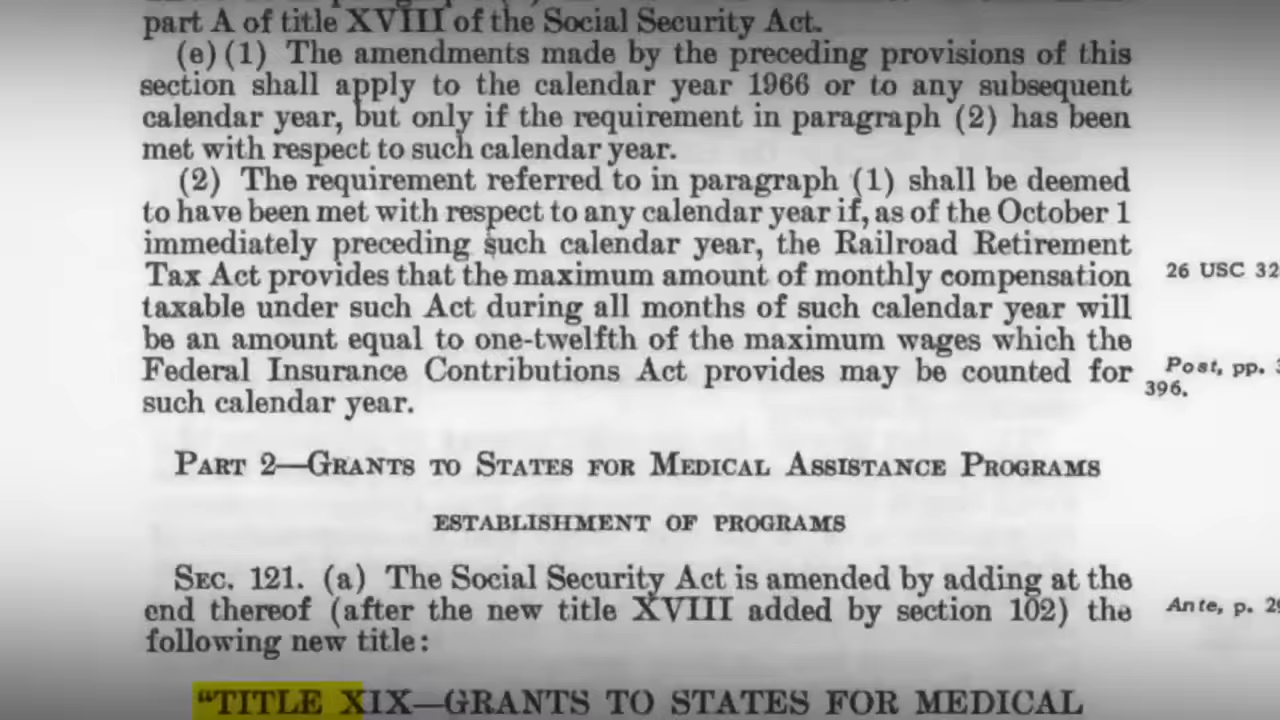 part A of title XVIII of the Social Security Act.
(e) (1) The amendments made by the preceding provisions of this
section shall apply to the calendar year 1966 or to any subsequent
calendar year, but only if the requirement in paragraph (2) has been
met with respect to such calendar year.
(2) The requirement referred to in paragraph (1) shall be deemed
to have been met with respect to any calendar year if, as of the October 1
immediately preceding such calendar year, the Railroad Retirement
Tax Act provides that the maximum amount of monthly compensation
26 USC 32
taxable under such Act during all months of such calendar year will
be an amount equal to one-twelfth of the maximum wages which the
Federal Insurance Contributions Act provides may be counted for
Post, pp.
396.
such calendar year.
PART 2—GRANTS TO STATES FOR MEDICAL ASSISTANCE PROGRAMS
ESTABLISHMENT OF PROGRAMS
SEC. 121. (a) The Social Security Act is amended by adding at the
end thereof (after the new title XVIII added by section 102) the
Ante, p. 29
following new title:
"TITLE XIX—GRANTS TO STATES FOR MEDICAL